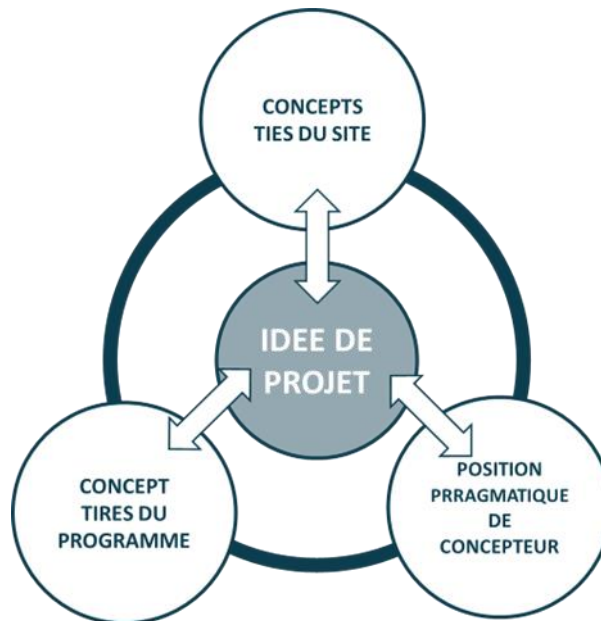 CONCEPTS
TIES DU SITE
IDEE DE
PROJET
CONCEPT
TIRES DU
PROGRAMME
POSITION
PRRAGMATIQUE
DE
CONCEPTEUR